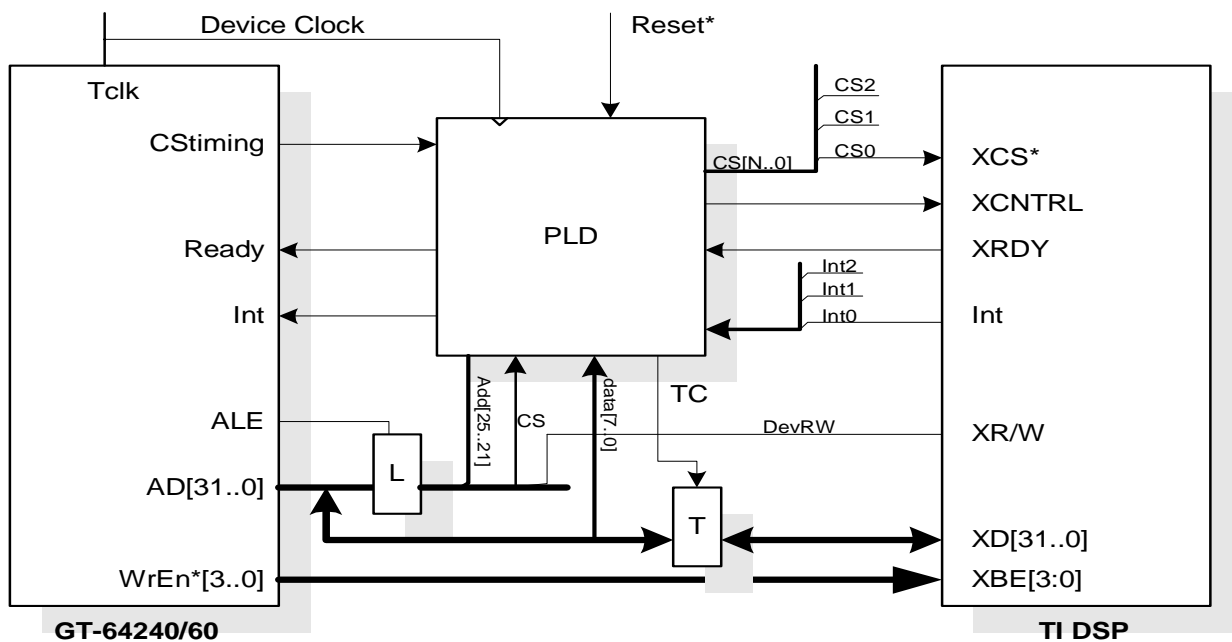 Device Clock
Reset*
Tclk
CStiming
Ready
Int
ALE
AD[31..0]
WrEn*[3..0]
GT-64240/60
PLD
CS[N..0]
CS2
CS1
CS0
Int2
Int1
Int0
Add[25..21]
CS
data[7..0]
TC
DevRW
L
T
XCS*
XCNTRL
XRDY
Int
XR/W
XD[31..0]
XBE[3:0]
TI DSP